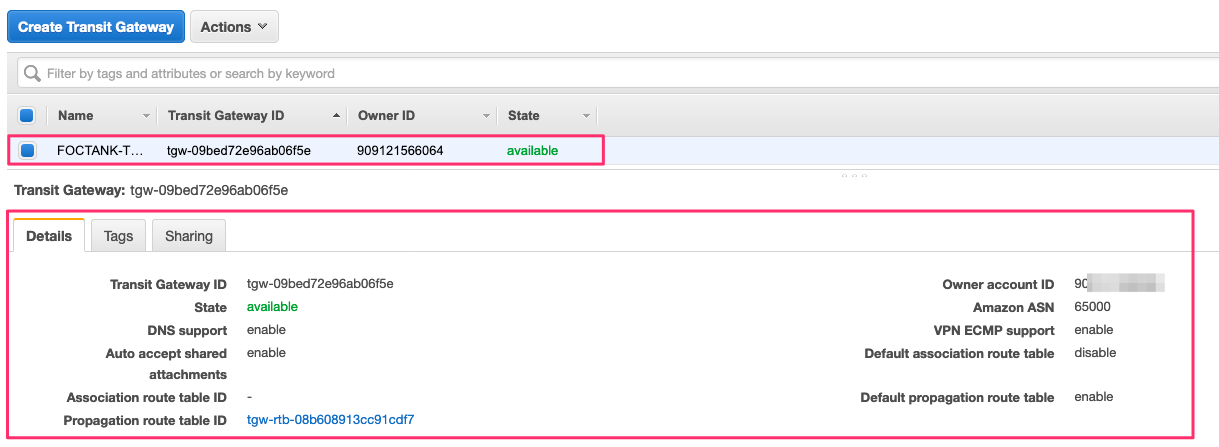 Create Transit Gateway Actions
Filter by tags and attributes or search by keyword
Name Transit Gateway ID Owner ID State
FOCTANK-T... tgw-09bed72e96ab06f5e 909121566064 available
Transit Gateway: tgw-09bed72e96ab06f5e
Details Tags Sharing
Transit Gateway ID tgw-09bed72e96ab06f5e Owner account ID 90
State available Amazon ASN 65000
DNS support enable VPN ECMP support enable
Auto accept shared enable Default association route table disable
attachments
Association route table ID - Default propagation route table enable
Propagation route table ID tgw-rtb-08b608913cc91cdf7